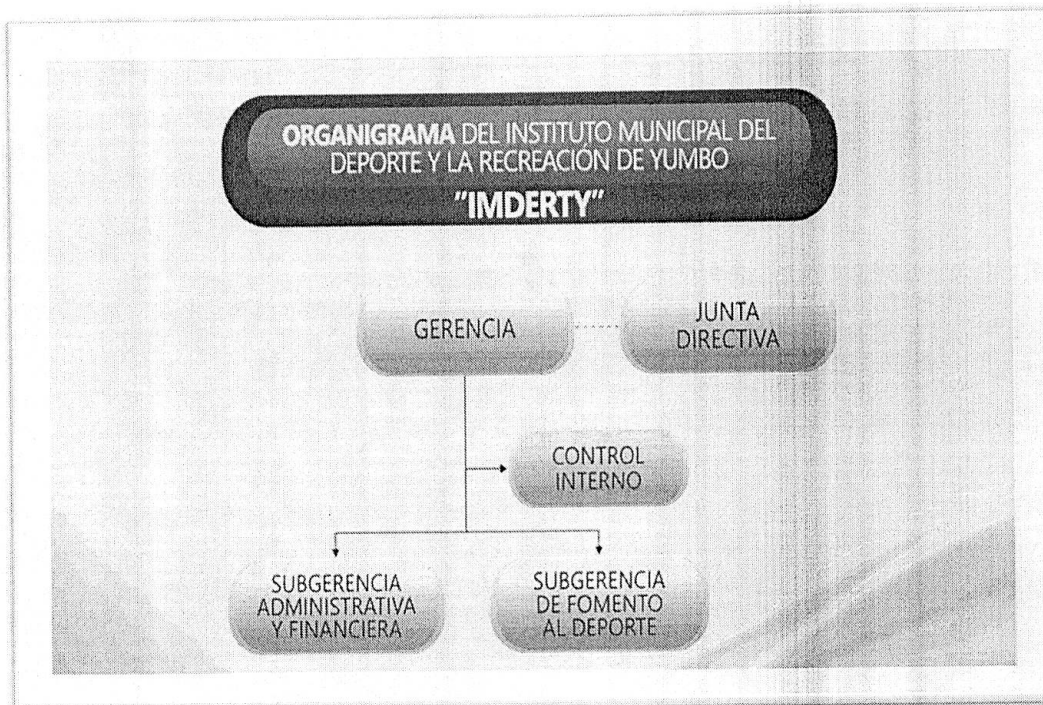 ORGANIGRAMA DEL INSTITUTO MUNICIPAL DEL
DEPORTE Y LA RECREACIÓN DE YUMBO
"IMDERTY"
GERENCIA
JUNTA
DIRECTIVA
CONTROL
INTERNO
SUBGERENCIA
ADMINISTRATIVA
Y FINANCIERA
SUBGERENCIA
DE FOMENTO
AL DEPORTE